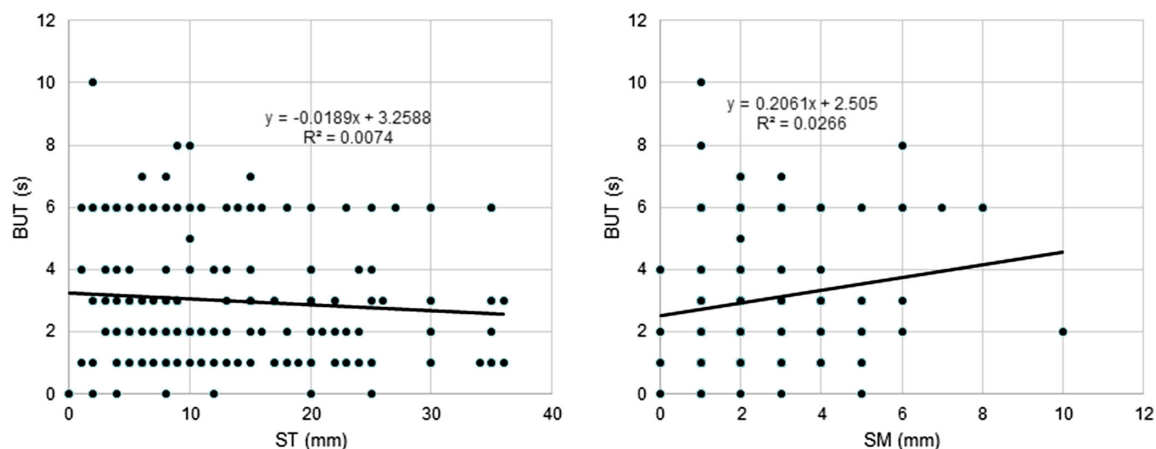 12
10
8
6
4
2
0
BUT (s)
y = -0.0189x + 3.2588
R² = 0.0074
0 10 20 30 40
ST (mm)
12
10
8
6
4
2
0
BUT (s)
y = 0.2061x + 2.505
R² = 0.0266
0 2 4 6 8 10 12
SM (mm)